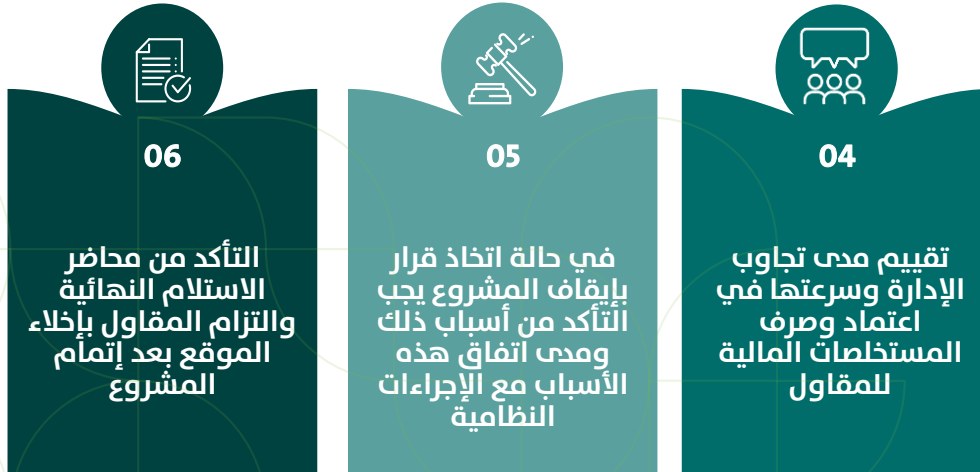 04
تقييم مدى تجاوب
الإدارة وسرعتها في
اعتماد وصرف
المستخلصات المالية
للمقاول
05
في حالة اتخاذ قرار
بإيقاف المشروع يجب
التأكد من أسباب ذلك
ومدى اتفاق هذه
الأسباب مع الإجراءات
النظامية
06
التأكد من محاضر
الاستلام النهائية
والتزام المقاول بإخلاء
الموقع بعد إتمام
المشروع